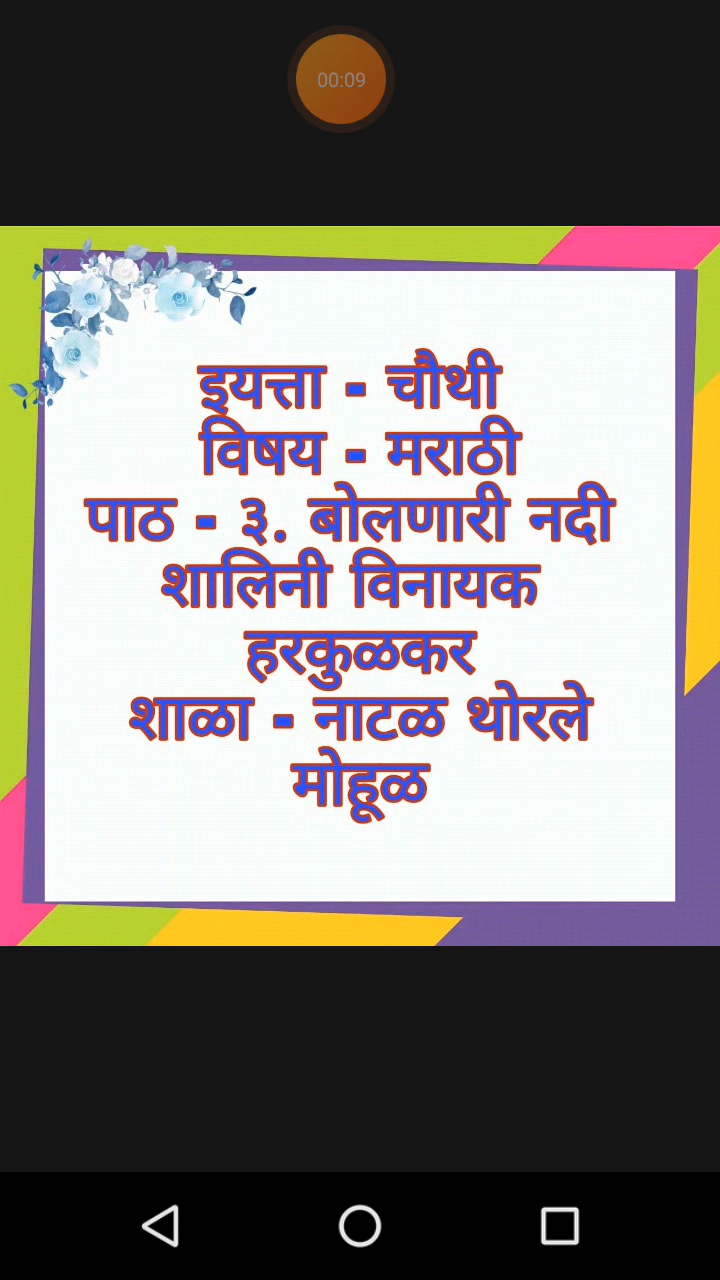 00:09
इयत्ता - चौथी
विषय - मराठी
पाठ - ३. बोलणारी नदी
शालिनी विनायक
हरकुळकर
शाळा - नाटळ थोरले
मोहूळ